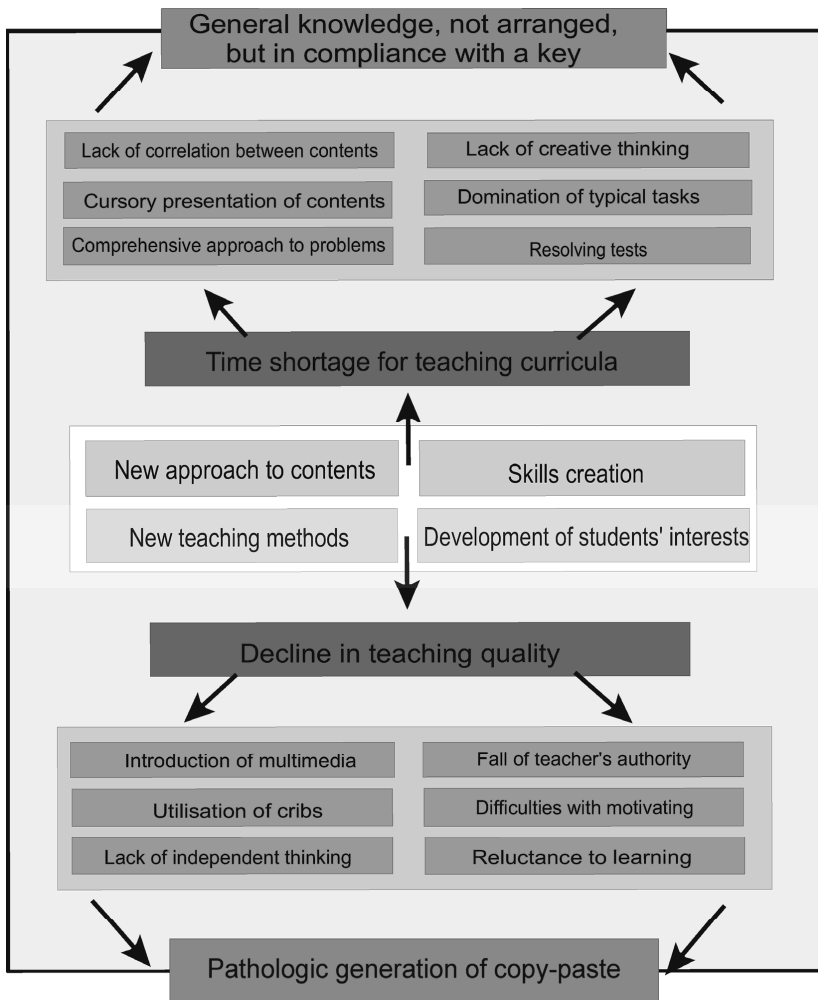 General knowledge, not arranged,
but in compliance with a key
Lack of correlation between contents
Lack of creative thinking
Cursory presentation of contents
Domination of typical tasks
Comprehensive approach to problems
Resolving tests
Time shortage for teaching curricula
New approach to contents
Skills creation
New teaching methods
Development of students' interests
Decline in teaching quality
Introduction of multimedia
Fall of teacher's authority
Utilisation of cribs
Difficulties with motivating
Lack of independent thinking
Reluctance to learning
Pathologic generation of copy-paste